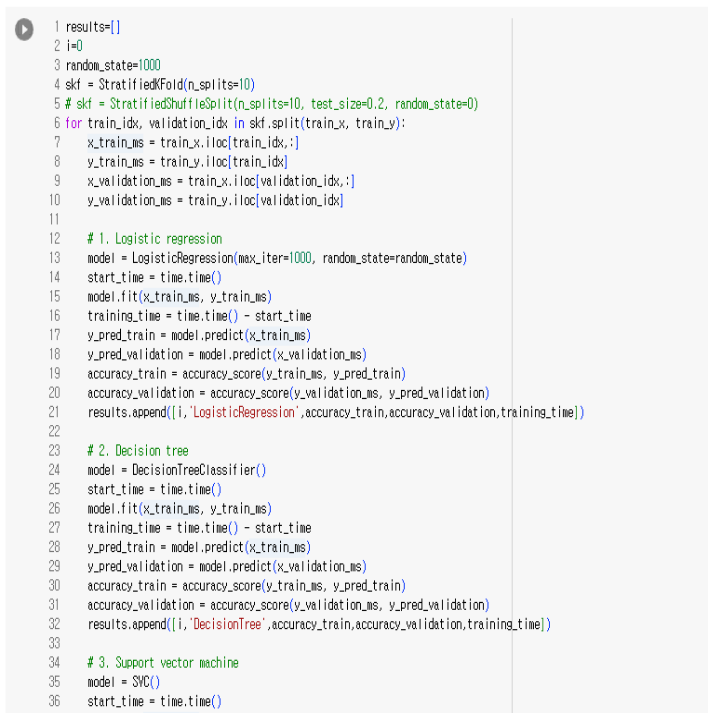 1 results=[]
2 i=0
3 random_state=1000
4 skf = StratifiedKFold(n_splits=10)
5 # skf = StratifiedShuffleSplit(n_splits=10, test_size=0.2, random_state=0)
6 for train_idx, validation_idx in skf.split(train_x, train_y):
7     x_train_ms = train_x.iloc[train_idx,:]
8     y_train_ms = train_y.iloc[train_idx]
9     x_validation_ms = train_x.iloc[validation_idx,:]
10     y_validation_ms = train_y.iloc[validation_idx]
11
12     # 1. Logistic regression
13     model = LogisticRegression(max_iter=1000, random_state=random_state)
14     start_time = time.time()
15     model.fit(x_train_ms, y_train_ms)
16     training_time = time.time() - start_time
17     y_pred_train = model.predict(x_train_ms)
18     y_pred_validation = model.predict(x_validation_ms)
19     accuracy_train = accuracy_score(y_train_ms, y_pred_train)
20     accuracy_validation = accuracy_score(y_validation_ms, y_pred_validation)
21     results.append([i,'LogisticRegression',accuracy_train,accuracy_validation,training_time])
22
23     # 2. Decision tree
24     model = DecisionTreeClassifier()
25     start_time = time.time()
26     model.fit(x_train_ms, y_train_ms)
27     training_time = time.time() - start_time
28     y_pred_train = model.predict(x_train_ms)
29     y_pred_validation = model.predict(x_validation_ms)
30     accuracy_train = accuracy_score(y_train_ms, y_pred_train)
31     accuracy_validation = accuracy_score(y_validation_ms, y_pred_validation)
32     results.append([i,'DecisionTree',accuracy_train,accuracy_validation,training_time])
33
34     # 3. Support vector machine
35     model = SVC()
36     start_time = time.time()